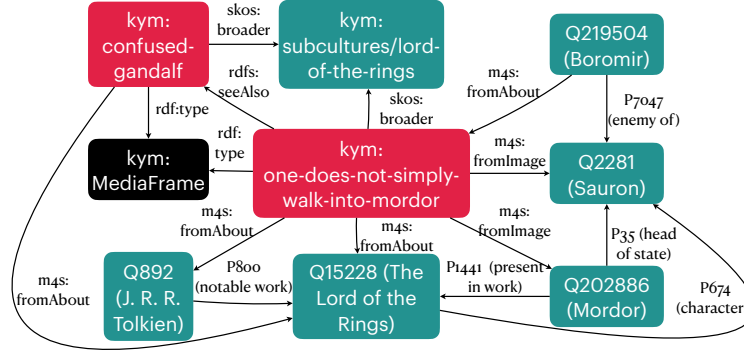 kym:
confused-
gandalf
skos:
broader
kym:
subcultures/lord-
of-the-rings
Q219504
(Boromir)
rdfs:
seeAlso
m4s:
fromAbout
rdf:type
skos:
broader
P7047
(enemy of)
kym:
MediaFrame
rdf:
type
kym:
one-does-not-simply-
walk-into-mordor
m4s:
fromImage
Q2281
(Sauron)
m4s:
fromAbout
m4s:
fromAbout
m4s:
fromImage
P35 (head
of state)
m4s:
fromAbout
Q892
(J. R. R.
Tolkien)
P800
(notable work)
Q15228 (The
Lord of the
Rings)
P1441 (present
in work)
Q202886
(Mordor)
P674
(character